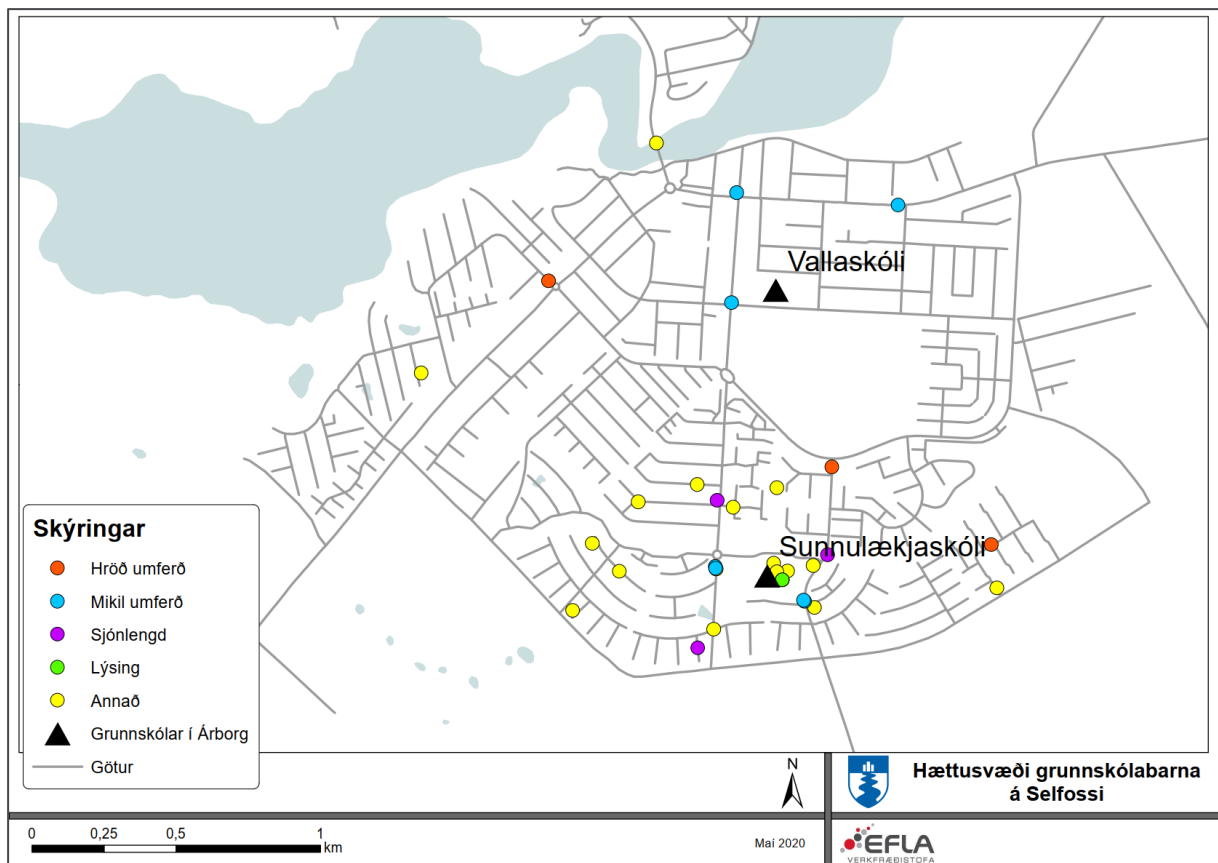 Vallaskóli
Sunnulækjaskóli
Skýringar
Hröð umferð
Mikil umferð
Sjónlengd
Lýsing
Annað
Grunnskólar í Árborg
Götur
N
Hættusvæði grunnskólabarna
á Selfossi
0 0,25 0,5 1
km
Maí 2020
EFLA
VERKFRÆÐISTOFA